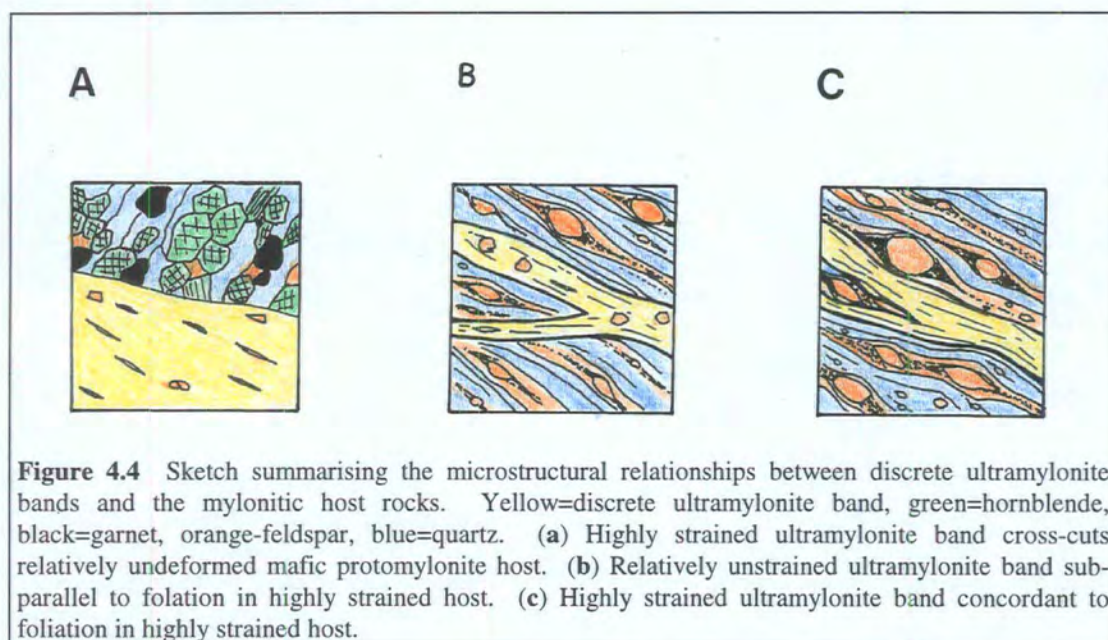 A B C
Figure 4.4 Sketch summarising the microstructural relationships between discrete ultramylonite
bands and the mylonitic host rocks. Yellow=discrete ultramylonite band, green=hornblende,
black=garnet, orange-feldspar, blue=quartz. (a) Highly strained ultramylonite band cross-cuts
relatively undeformed mafic protomylonite host. (b) Relatively unstrained ultramylonite band sub-
parallel to folation in highly strained host. (c) Highly strained ultramylonite band concordant to
foliation in highly strained host.